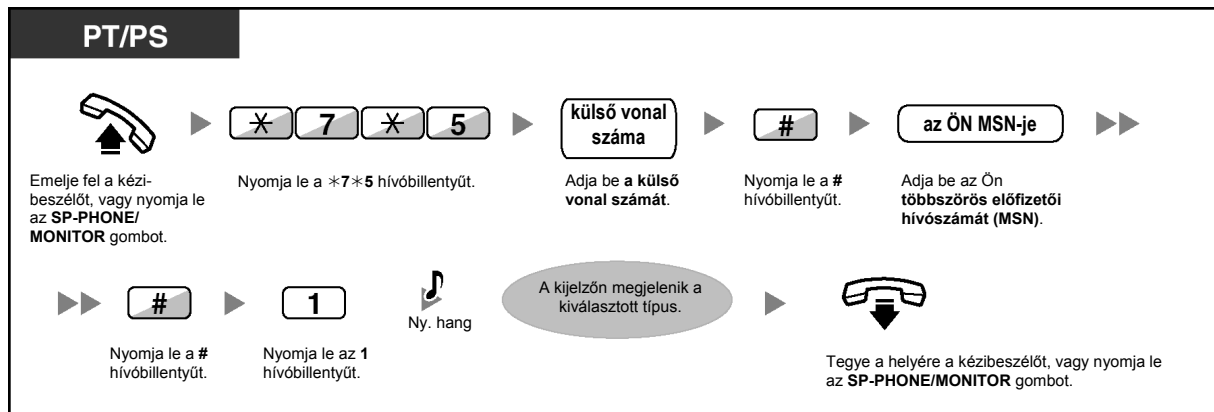 PT/PS
* 7 * 5
külső vonal
száma
#
az ÖN MSN-je
Emelje fel a kézi-
beszélőt, vagy nyomja le
az SP-PHONE/
MONITOR gombot.
Nyomja le a *7*5 hívóbillentyűt.
Adja be a külső
vonal számát.
Nyomja le a #
hívóbillentyűt.
Adja be az Ön
többszörös előfizetői
hívószámát (MSN).
#
1
Ny. hang
A kijelzőn megjelenik a
kiválasztott típus.
Nyomja le a #
hívóbillentyűt.
Nyomja le az 1
hívóbillentyűt.
Tegye a helyére a kézibeszélőt, vagy nyomja le
az SP-PHONE/MONITOR gombot.